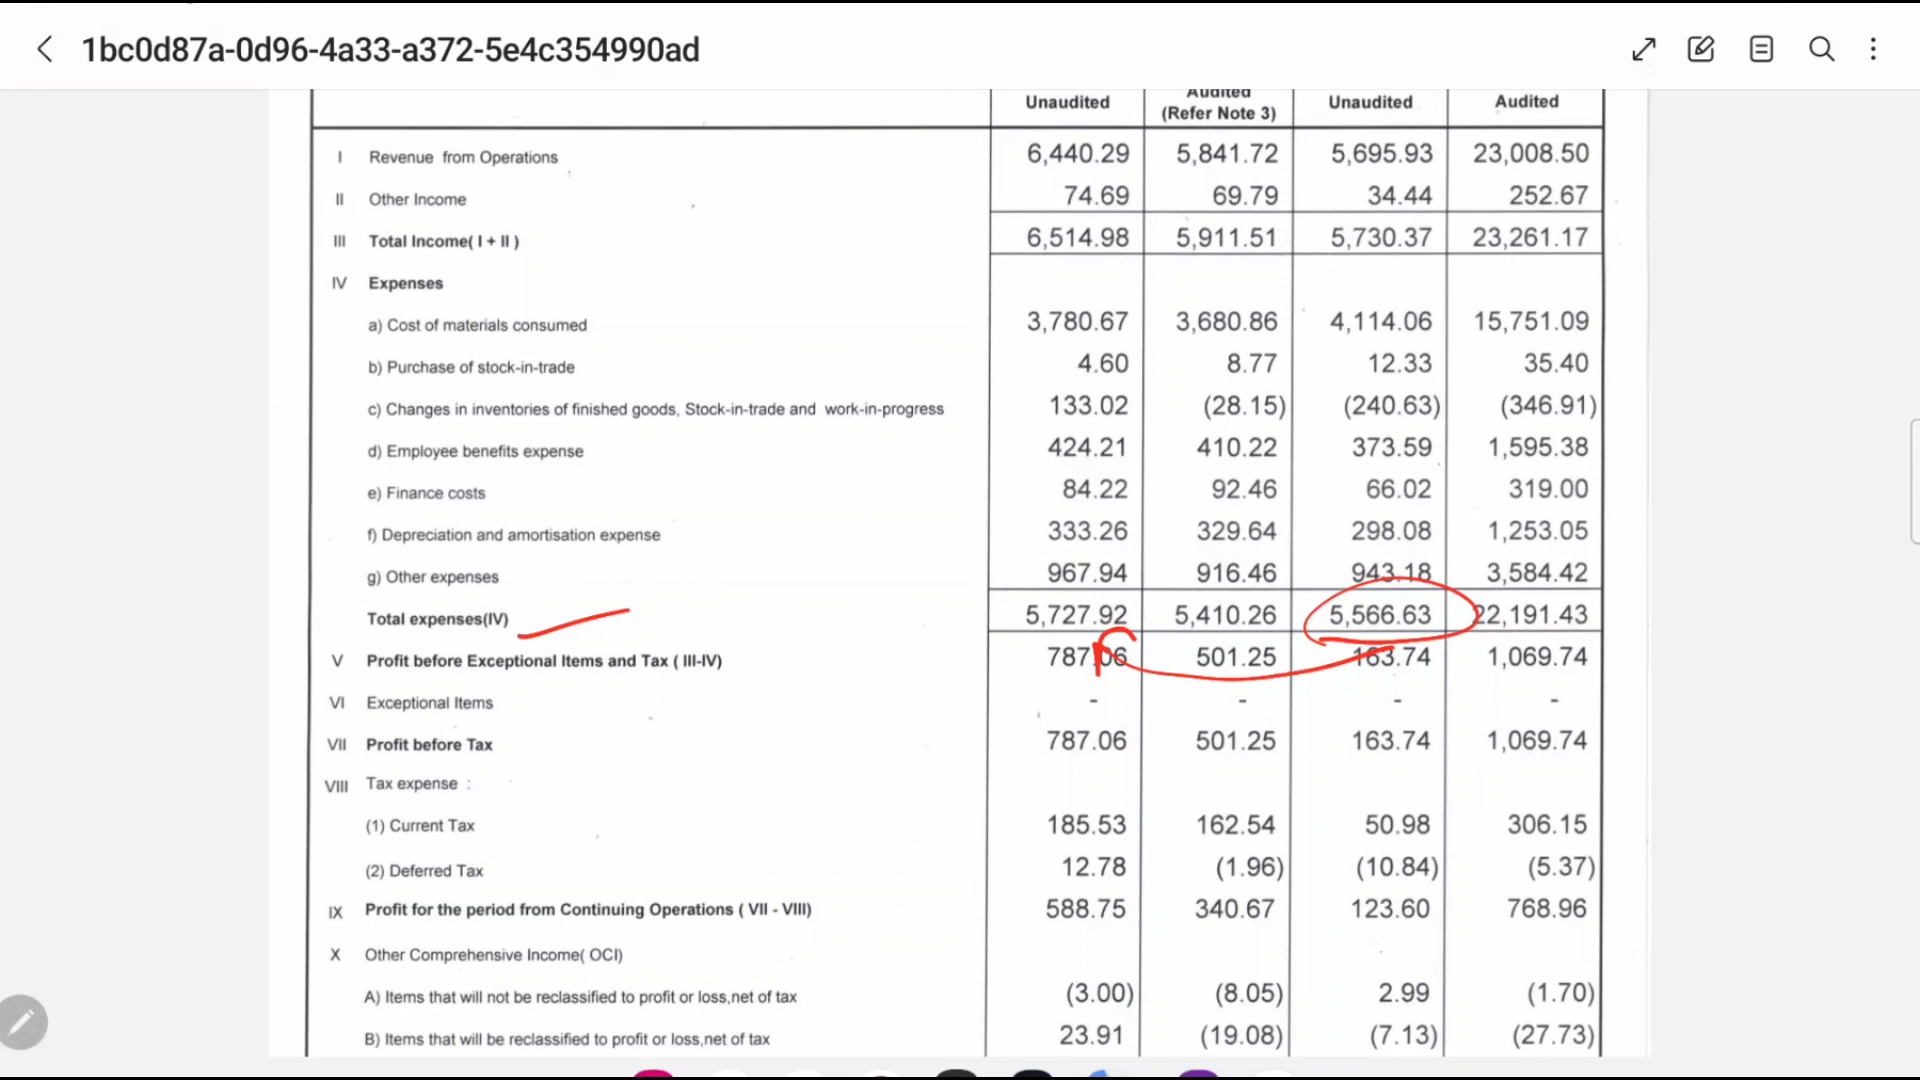 1bc0d87a-0d96-4a33-a372-5e4c354990ad
Unaudited Audited (Refer Note 3) Unaudited Audited
I Revenue from Operations 6,440.29 5,841.72 5,695.93 23,008.50
II Other Income 74.69 69.79 34.44 252.67
III Total Income( I + II ) 6,514.98 5,911.51 5,730.37 23,261.17
IV Expenses
a) Cost of materials consumed 3,780.67 3,680.86 4,114.06 15,751.09
b) Purchase of stock-in-trade 4.60 8.77 12.33 35.40
c) Changes in inventories of finished goods, Stock-in-trade and work-in-progress 133.02 (28.15) (240.63) (346.91)
d) Employee benefits expense 424.21 410.22 373.59 1,595.38
e) Finance costs 84.22 92.46 66.02 319.00
f) Depreciation and amortisation expense 333.26 329.64 298.08 1,253.05
g) Other expenses 967.94 916.46 943.18 3,584.42
Total expenses(IV) 5,727.92 5,410.26 5,566.63 22,191.43
V Profit before Exceptional Items and Tax ( III-IV) 787.06 501.25 163.74 1,069.74
VI Exceptional Items - - - -
VII Profit before Tax 787.06 501.25 163.74 1,069.74
VIII Tax expense :
(1) Current Tax 185.53 162.54 50.98 306.15
(2) Deferred Tax 12.78 (1.96) (10.84) (5.37)
IX Profit for the period from Continuing Operations ( VII - VIII) 588.75 340.67 123.60 768.96
X Other Comprehensive Income( OCI)
A) Items that will not be reclassified to profit or loss,net of tax (3.00) (8.05) 2.99 (1.70)
B) Items that will be reclassified to profit or loss,net of tax 23.91 (19.08) (7.13) (27.73)